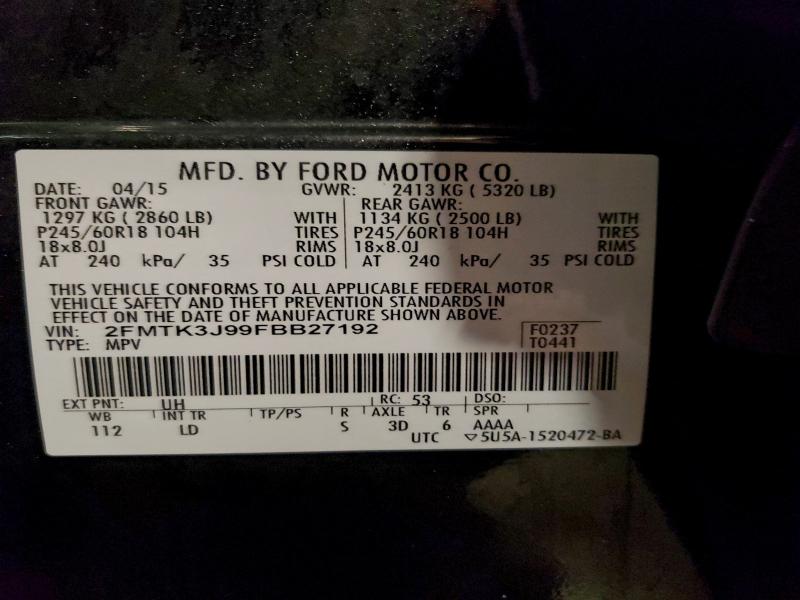 MFD. BY FORD MOTOR CO.
DATE: 04/15 GVWR: 2413 KG ( 5320 LB)
FRONT GAWR: REAR GAWR:
1297 KG ( 2860 LB) WITH 1134 KG ( 2500 LB) WITH
P245/60R18 104H TIRES P245/60R18 104H TIRES
18x8.0J RIMS 18x8.0J RIMS
AT 240 kPa/ 35 PSI COLD AT 240 kPa/ 35 PSI COLD
THIS VEHICLE CONFORMS TO ALL APPLICABLE FEDERAL MOTOR
VEHICLE SAFETY AND THEFT PREVENTION STANDARDS IN
EFFECT ON THE DATE OF MANUFACTURE SHOWN ABOVE.
VIN: 2FMTK3J99FBB27192 F0237
TYPE: MPV T0441
EXT PNT: UH RC: 53 DSO:
WB INT TR TP/PS R AXLE TR SPR
112 LD S 3D 6 AAAA
UTC ▽5U5A-1520472-BA